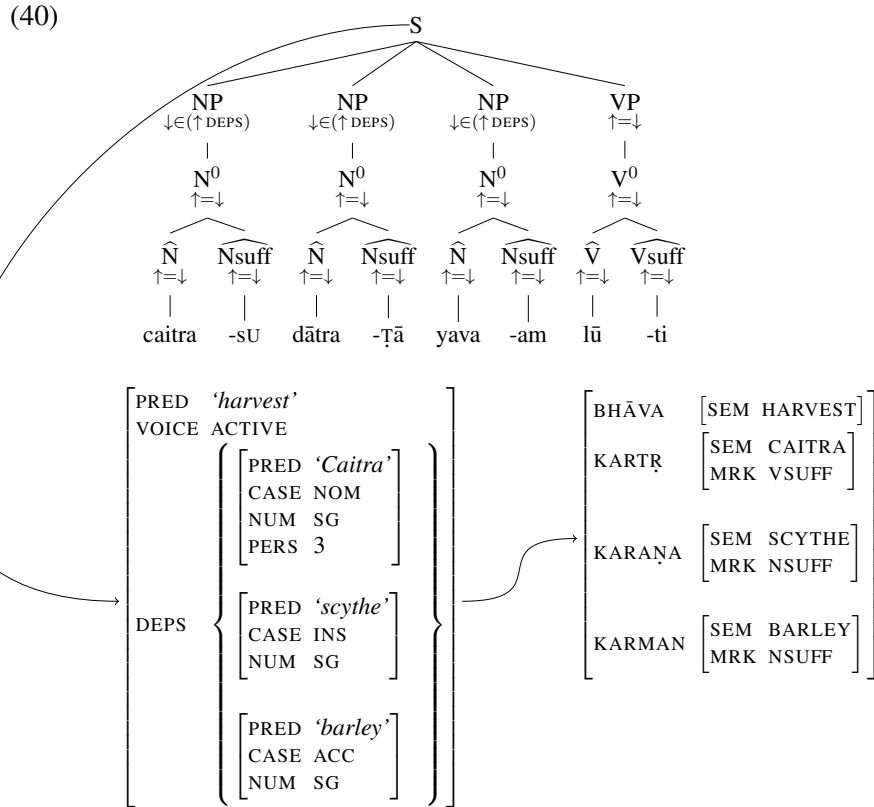 (40)
S
NP NP NP VP
↓∈(↑ DEPS) ↓∈(↑ DEPS) ↓∈(↑ DEPS) ↑=↓
N⁰ N⁰ N⁰ V⁰
↑=↓ ↑=↓ ↑=↓ ↑=↓
N̂ N̂suff N̂ N̂suff N̂ N̂suff V̂ V̂suff
↑=↓ ↑=↓ ↑=↓ ↑=↓ ↑=↓ ↑=↓ ↑=↓ ↑=↓
caitra -sU dātra -Ṭā yava -am lū -ti
PRED 'harvest'
VOICE ACTIVE
DEPS
PRED 'Caitra'
CASE NOM
NUM SG
PERS 3
PRED 'scythe'
CASE INS
NUM SG
PRED 'barley'
CASE ACC
NUM SG
BHĀVA [SEM HARVEST]
KARTṚ
SEM CAITRA
MRK VSUFF
KARAṆA
SEM SCYTHE
MRK NSUFF
KARMAN
SEM BARLEY
MRK NSUFF